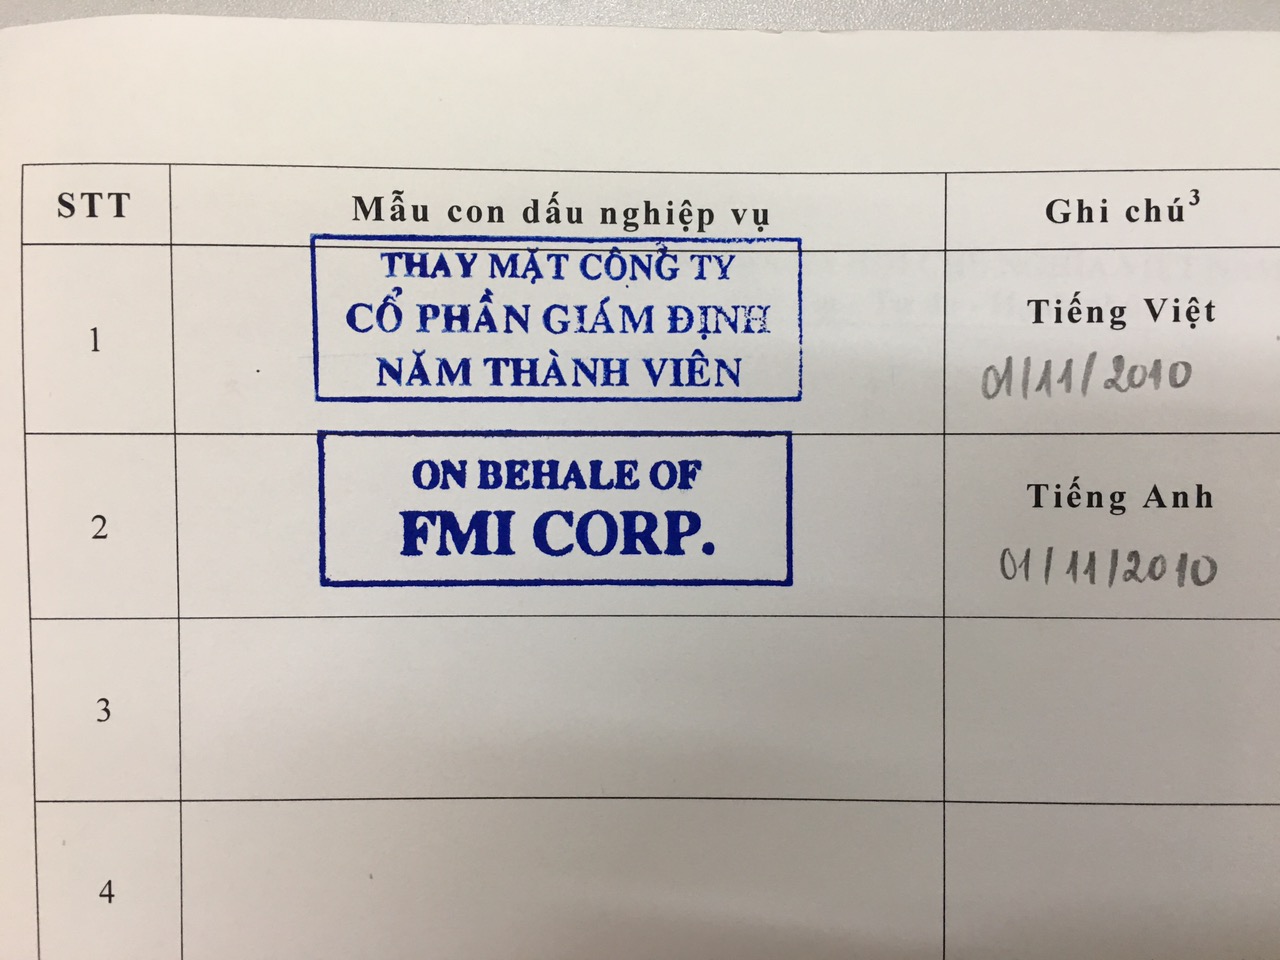 STT
Mẫu con dấu nghiệp vụ
Ghi chú³
1
THAY MẶT CÔNG TY
CỔ PHẦN GIÁM ĐỊNH
NĂM THÀNH VIÊN
Tiếng Việt
01/11/2010
2
ON BEHALE OF
FMI CORP.
Tiếng Anh
01/11/2010
3
4